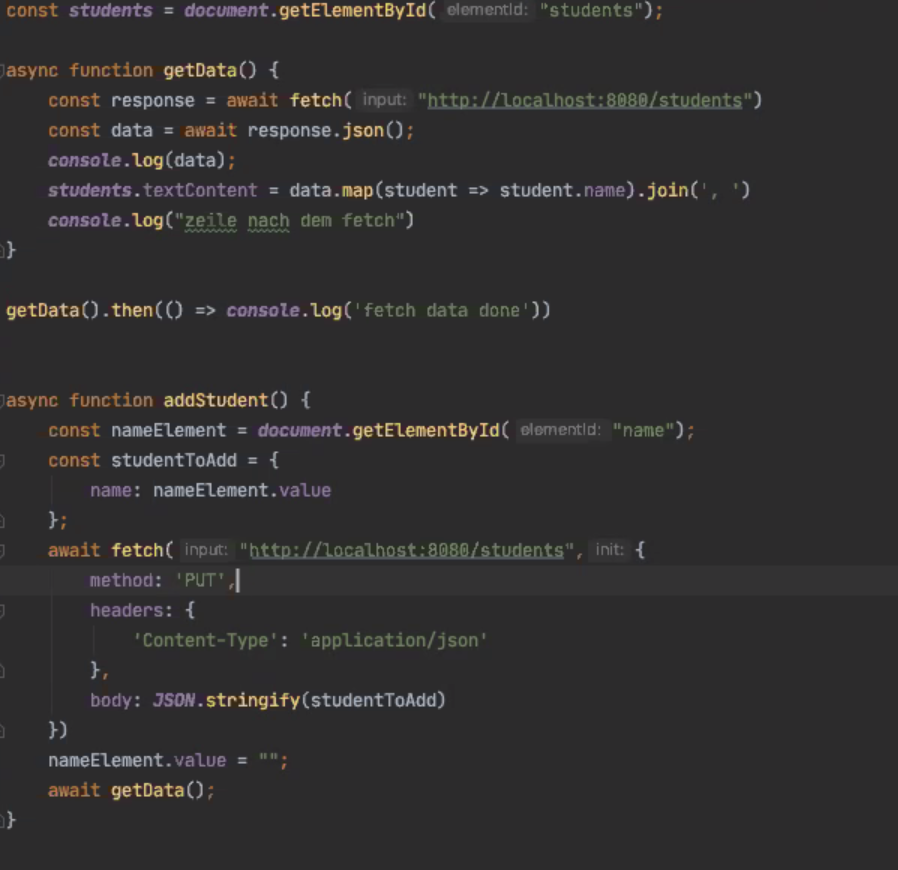 const students = document.getElementById( elementId: "students");
async function getData() {
const response = await fetch( input: "http://localhost:8080/students")
const data = await response.json();
console.log(data);
students.textContent = data.map(student => student.name).join(', ')
console.log("zeile nach dem fetch")
}
getData().then(() => console.log('fetch data done'))
async function addStudent() {
const nameElement = document.getElementById( elementId: "name");
const studentToAdd = {
name: nameElement.value
};
await fetch( input: "http://localhost:8080/students", init: {
method: 'PUT',
headers: {
'Content-Type': 'application/json'
},
body: JSON.stringify(studentToAdd)
})
nameElement.value = "";
await getData();
}